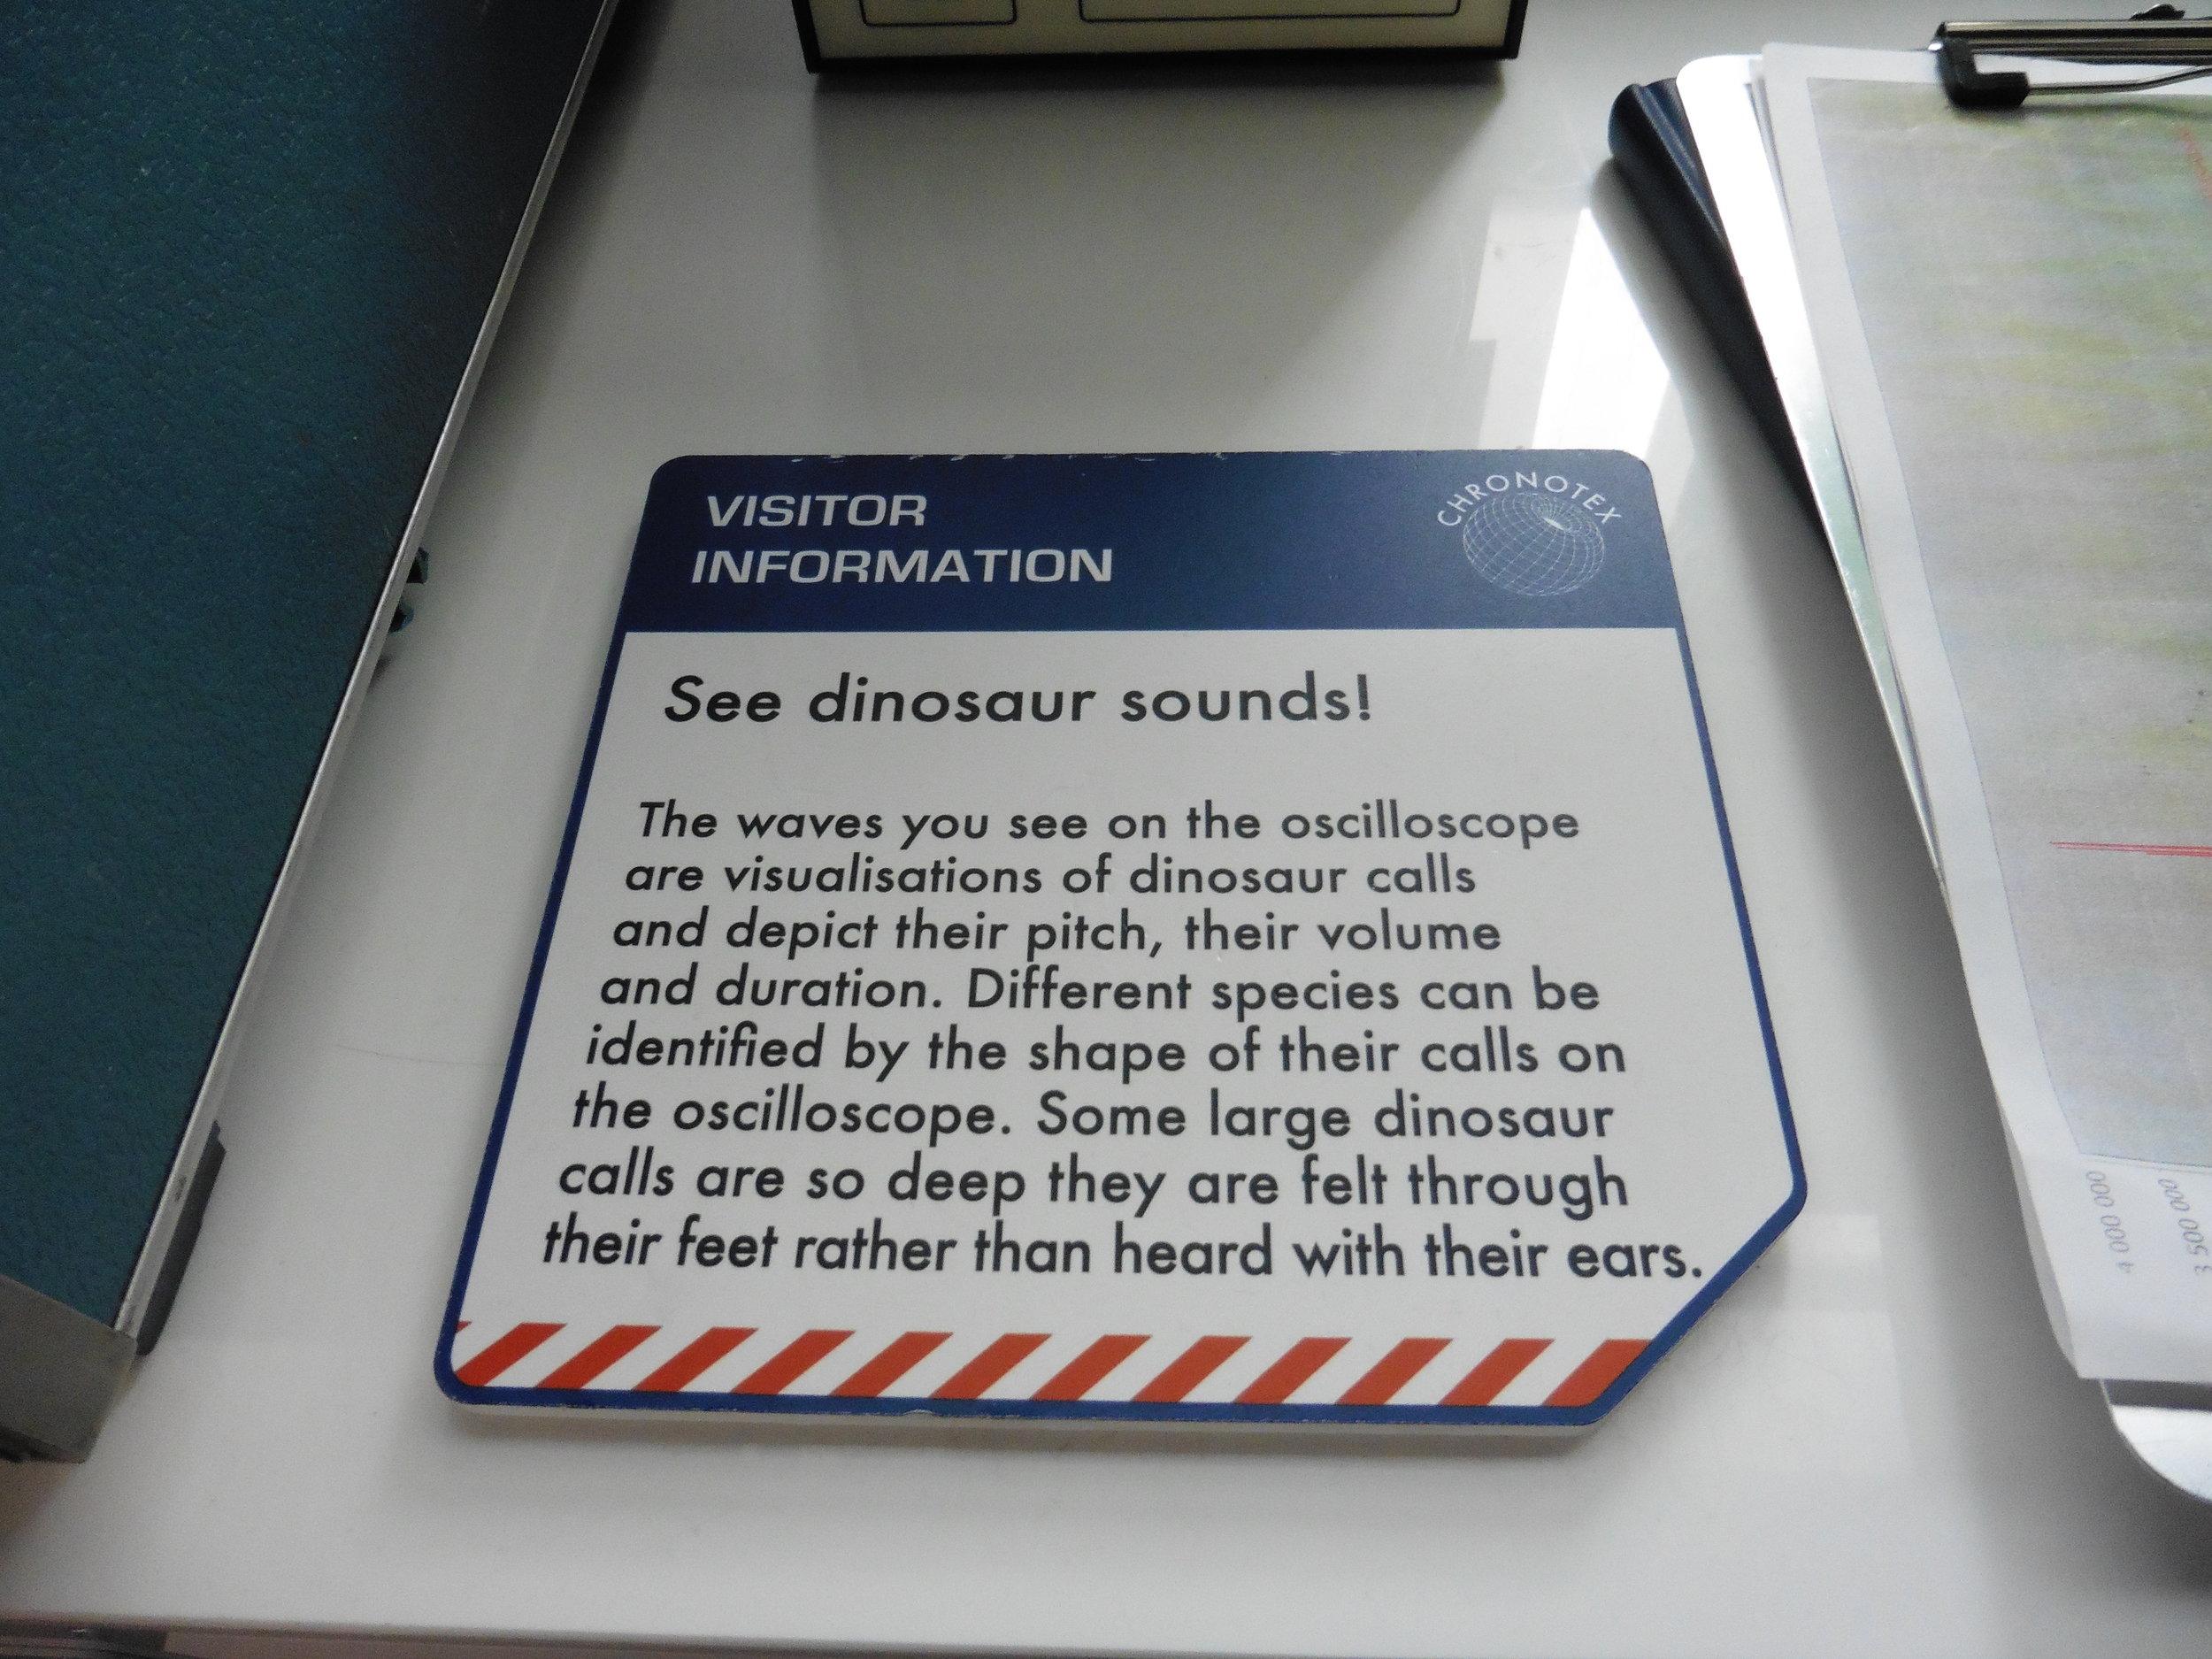 VISITOR
INFORMATION
CHRONOTEX
See dinosaur sounds!
The waves you see on the oscilloscope
are visualisations of dinosaur calls
and depict their pitch, their volume
and duration. Different species can be
identified by the shape of their calls on
the oscilloscope. Some large dinosaur
calls are so deep they are felt through
their feet rather than heard with their ears.
4 000 000
3 500 000